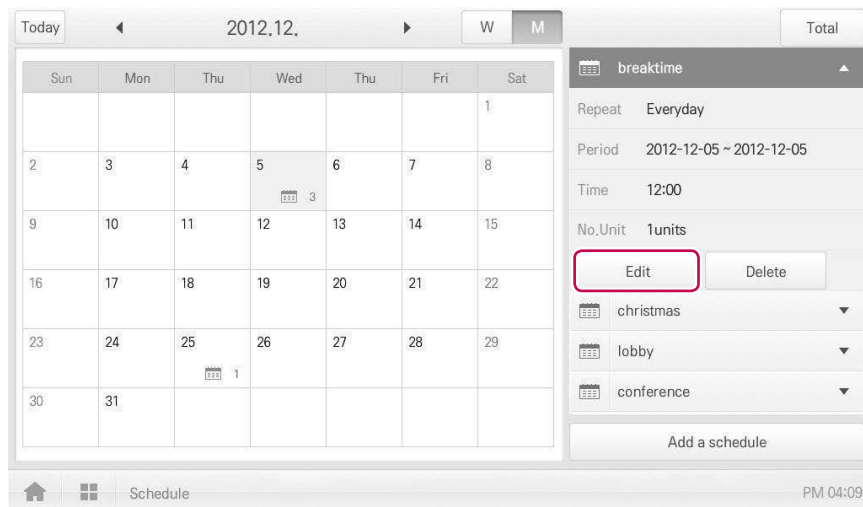 Today 2012.12. W M Total
Sun Mon Thu Wed Thu Fri Sat
1
2 3 4 5 6 7 8
3
9 10 11 12 13 14 15
16 17 18 19 20 21 22
23 24 25 26 27 28 29
1
30 31
breaktime
Repeat Everyday
Period 2012-12-05 ~ 2012-12-05
Time 12:00
No.Unit 1units
Edit Delete
christmas
lobby
conference
Add a schedule
Schedule PM 04:09